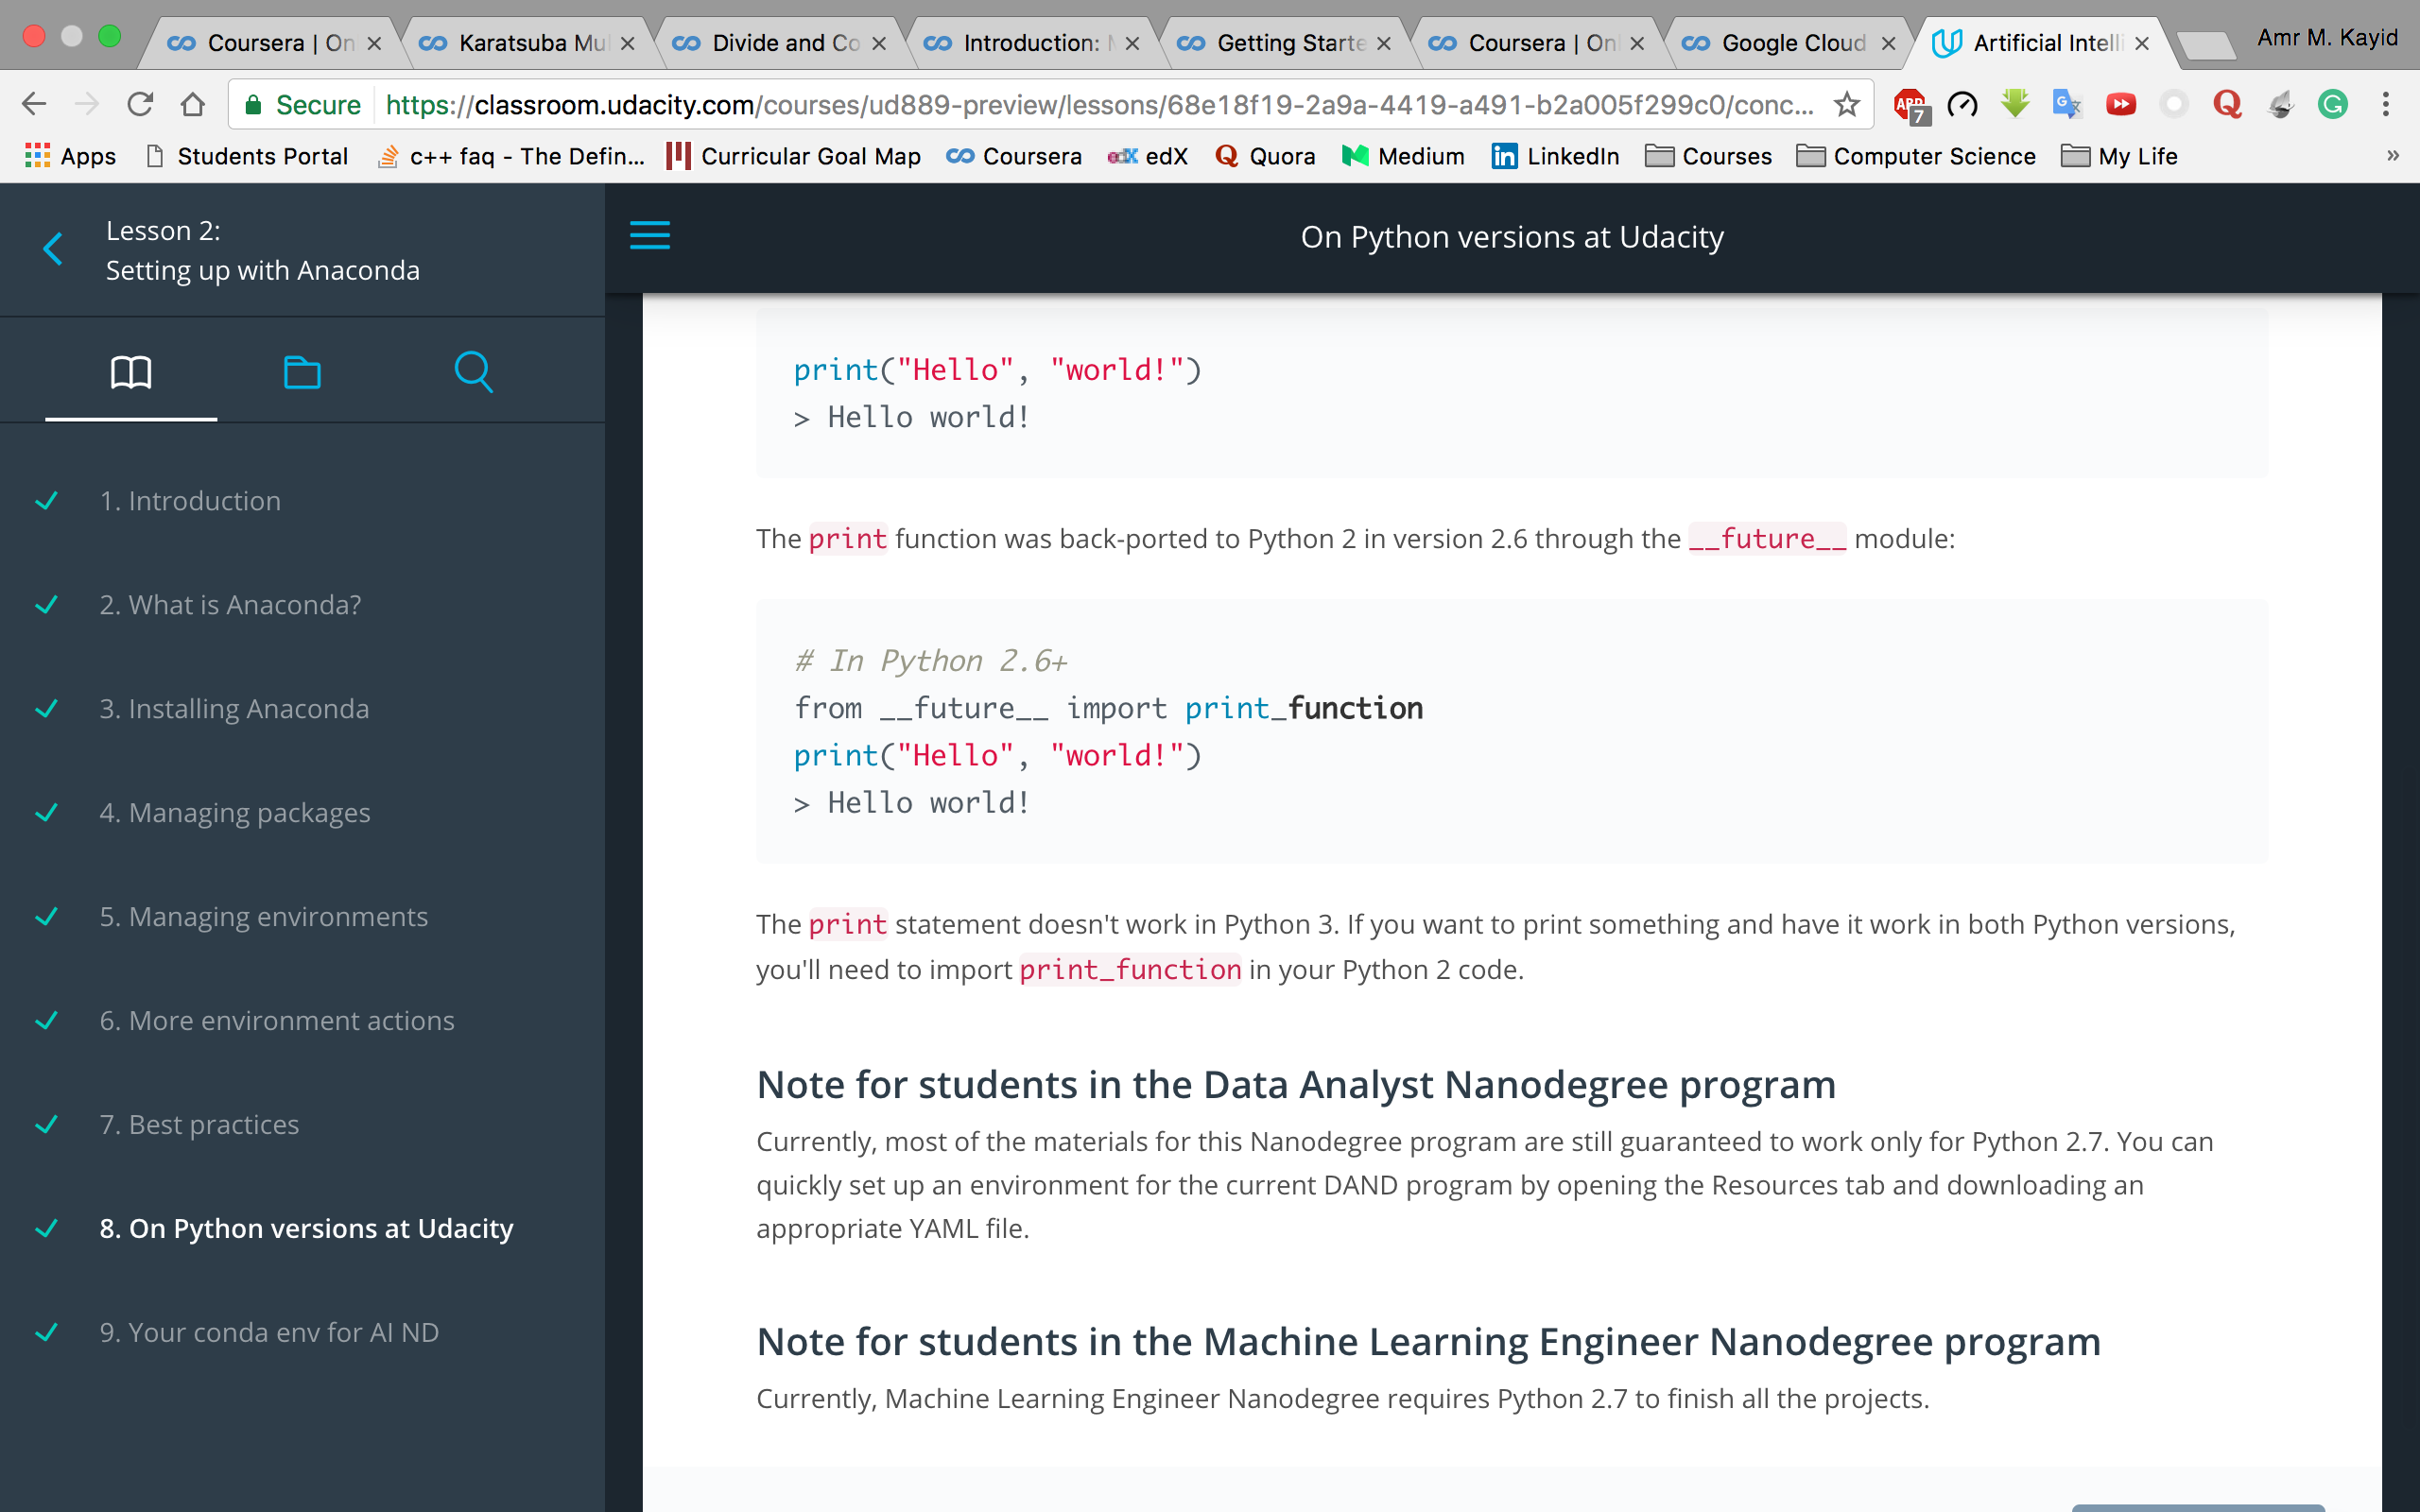 Coursera | On
Karatsuba Mul
Divide and Co
Introduction: M
Getting Starte
Coursera | Onl
Google Cloud
Artificial Intelli
Amr M. Kayid
Secure https://classroom.udacity.com/courses/ud889-preview/lessons/68e18f19-2a9a-4419-a491-b2a005f299c0/conc...
ABP 7
Apps Students Portal c++ faq - The Defin... Curricular Goal Map Coursera edX edX Quora Medium in LinkedIn Courses Computer Science My Life »
Lesson 2:
Setting up with Anaconda
1. Introduction
2. What is Anaconda?
3. Installing Anaconda
4. Managing packages
5. Managing environments
6. More environment actions
7. Best practices
8. On Python versions at Udacity
9. Your conda env for AI ND
On Python versions at Udacity
print("Hello", "world!")
> Hello world!
The print function was back-ported to Python 2 in version 2.6 through the __future__ module:
# In Python 2.6+
from __future__ import print_function
print("Hello", "world!")
> Hello world!
The print statement doesn't work in Python 3. If you want to print something and have it work in both Python versions,
you'll need to import print_function in your Python 2 code.
Note for students in the Data Analyst Nanodegree program
Currently, most of the materials for this Nanodegree program are still guaranteed to work only for Python 2.7. You can
quickly set up an environment for the current DAND program by opening the Resources tab and downloading an
appropriate YAML file.
Note for students in the Machine Learning Engineer Nanodegree program
Currently, Machine Learning Engineer Nanodegree requires Python 2.7 to finish all the projects.